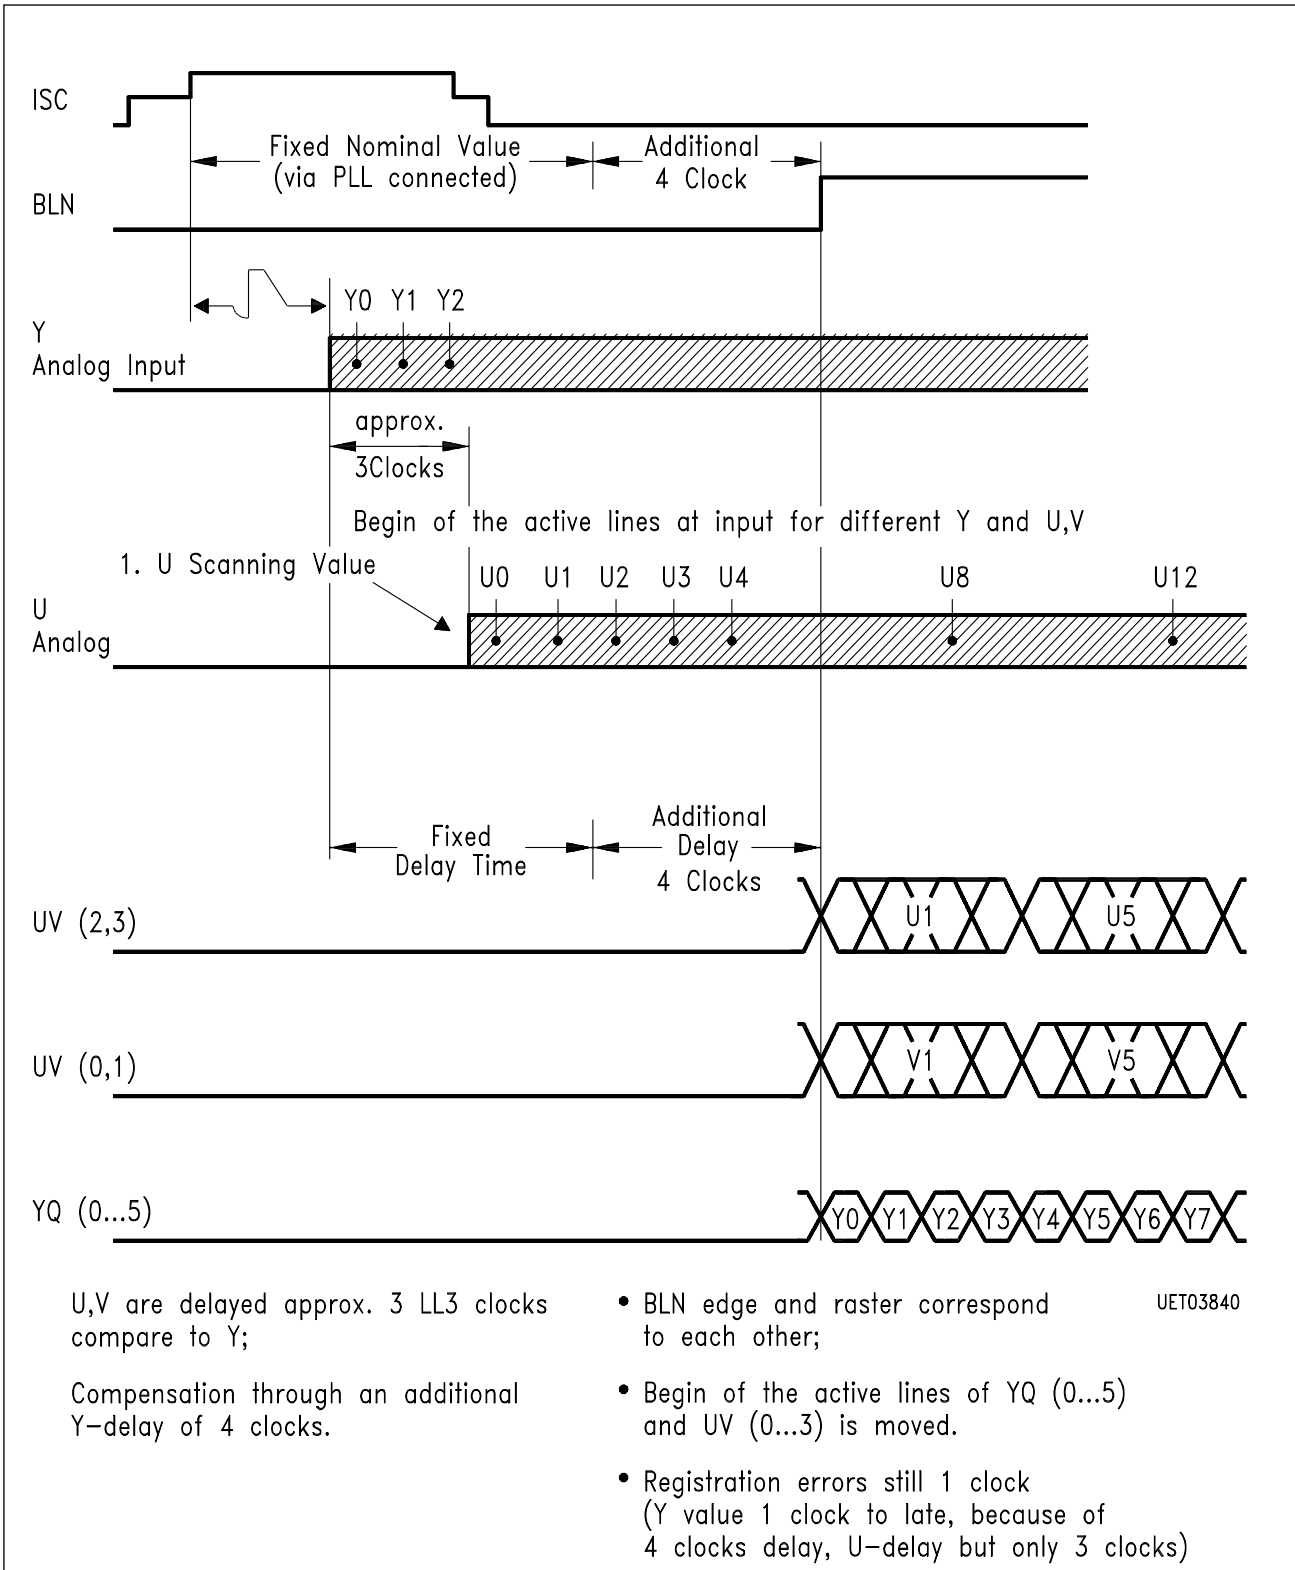 ISC
Fixed Nominal Value
(via PLL connected)
Additional
4 Clock
BLN
Y0 Y1 Y2
Y
Analog Input
approx.
3Clocks
Begin of the active lines at input for different Y and U,V
1. U Scanning Value
U0 U1 U2 U3 U4 U8 U12
U
Analog
Fixed
Delay Time
Additional
Delay
4 Clocks
UV (2,3)
U1 U5
UV (0,1)
V1 V5
YQ (0...5)
Y0 Y1 Y2 Y3 Y4 Y5 Y6 Y7
U,V are delayed approx. 3 LL3 clocks
compare to Y;
Compensation through an additional
Y-delay of 4 clocks.
• BLN edge and raster correspond
to each other;
UET03840
• Begin of the active lines of YQ (0...5)
and UV (0...3) is moved.
• Registration errors still 1 clock
(Y value 1 clock to late, because of
4 clocks delay, U-delay but only 3 clocks)